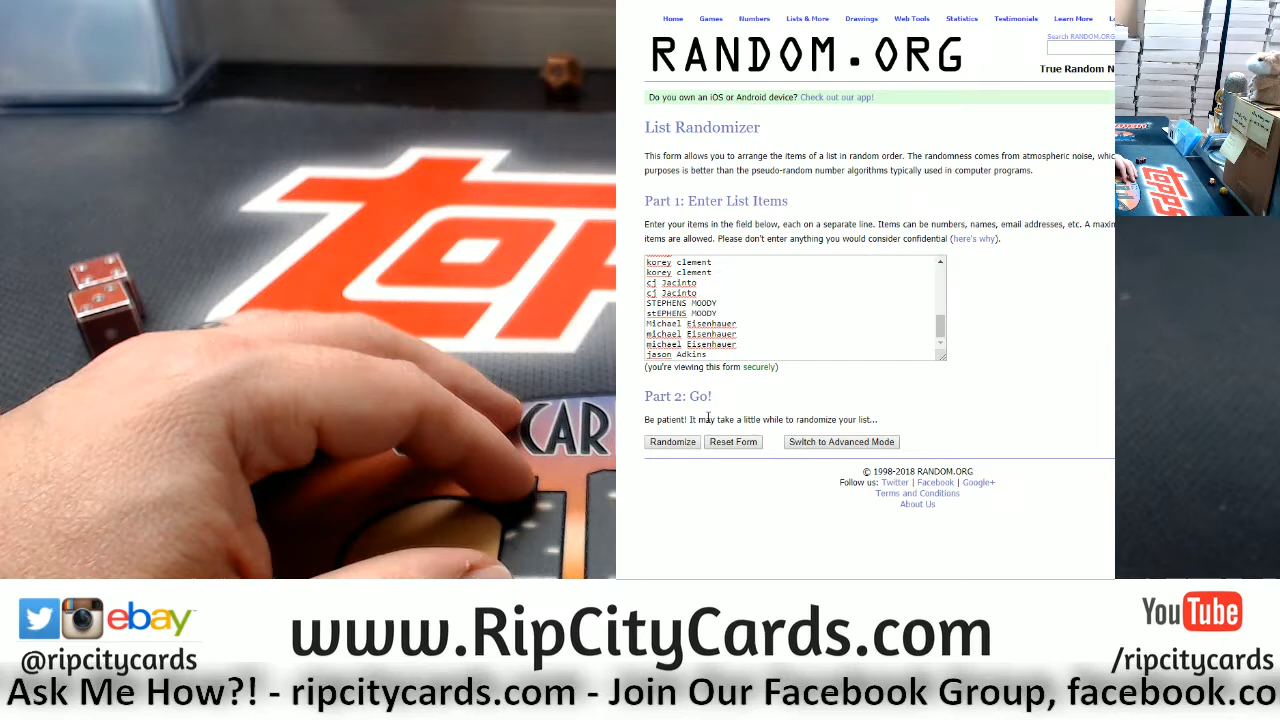 Home Games Numbers Lists & More Drawings Web Tools Statistics Testimonials Learn More
Search RANDOM.ORG
RANDOM.ORG
True Random N
Do you own an iOS or Android device? Check out our app!
List Randomizer
This form allows you to arrange the items of a list in random order. The randomness comes from atmospheric noise, whic
purposes is better than the pseudo-random number algorithms typically used in computer programs.
Part 1: Enter List Items
Enter your items in the field below, each on a separate line. Items can be numbers, names, email addresses, etc. A maxin
items are allowed. Please don't enter anything you would consider confidential (here's why).
korey clement
korey clement
cj Jacinto
cj Jacinto
STEPHENS MOODY
stEPHENS MOODY
Michael Eisenhauer
michael Eisenhauer
michael Eisenhauer
jason Adkins
(you're viewing this form securely)
Part 2: Go!
Be patient! It may take a little while to randomize your list...
Randomize Reset Form Switch to Advanced Mode
© 1998-2018 RANDOM.ORG
Follow us: Twitter | Facebook | Google+
Terms and Conditions
About Us
topps
CAR
topps
ebay
@ripcitycards
www.RipCityCards.com
YouTube
/ripcitycards
Ask Me How?! - ripcitycards.com - Join Our Facebook Group, facebook.co